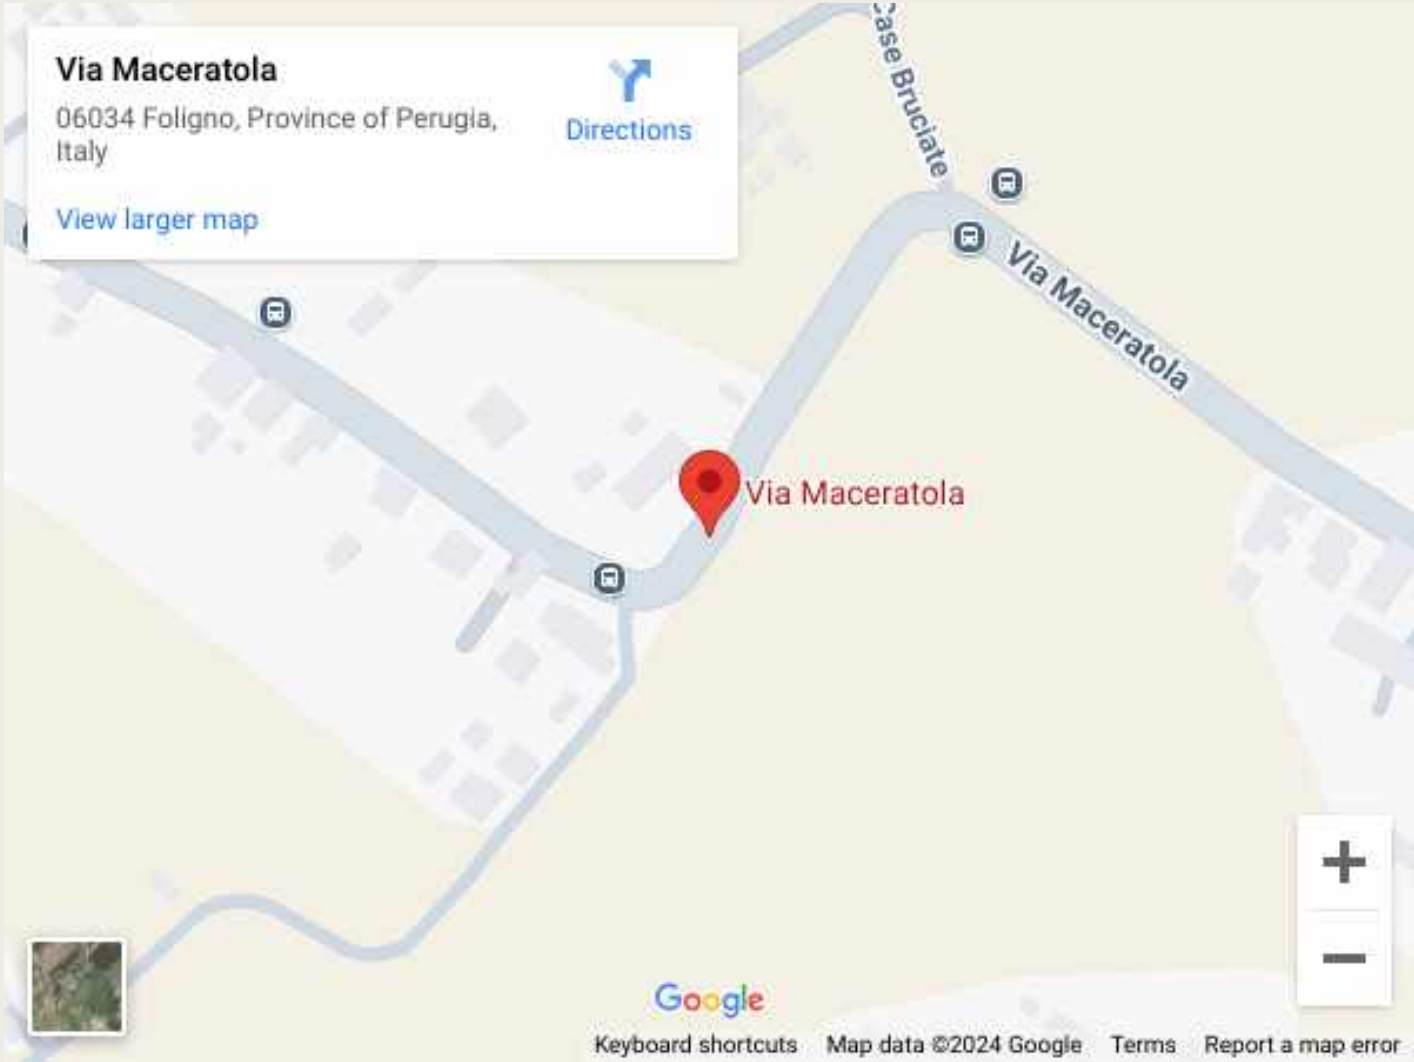 Via Maceratola
06034 Foligno, Province of Perugia,
Italy
Directions
View larger map
Case Bruciate
Via Maceratola
Via Maceratola
Google
Keyboard shortcuts Map data ©2024 Google Terms Report a map error